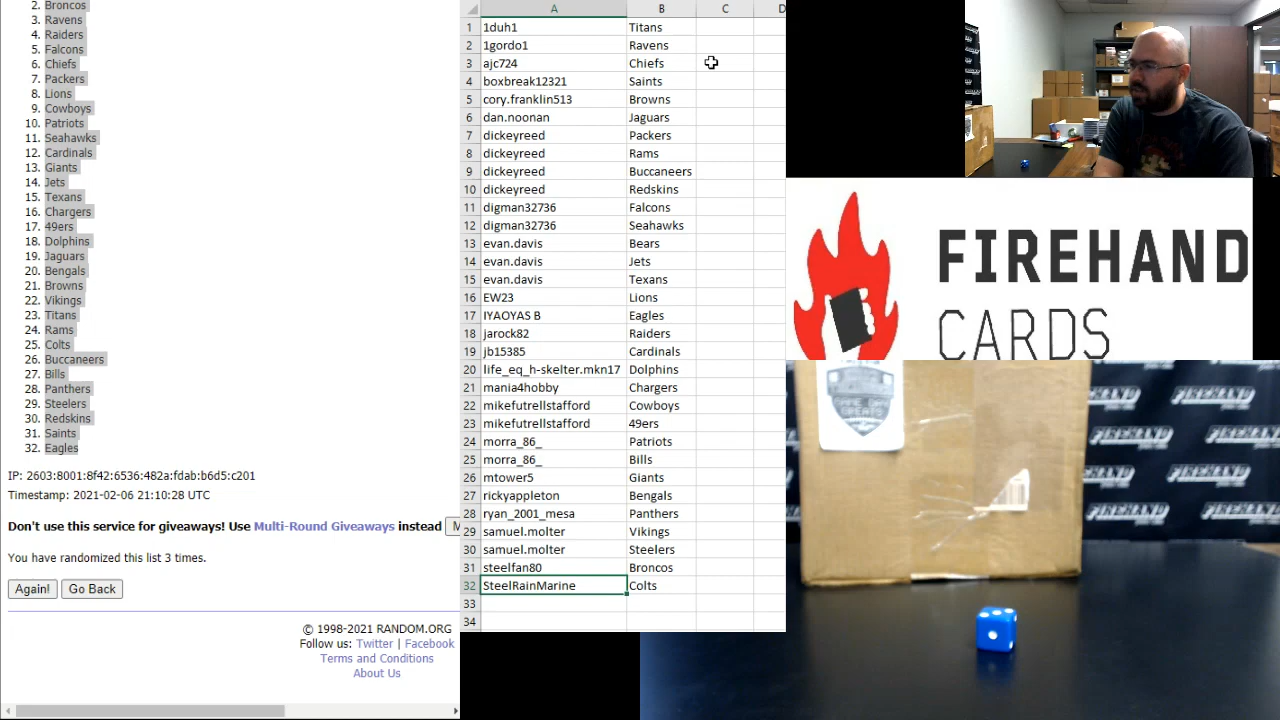 2. Broncos
3. Ravens
4. Raiders
5. Falcons
6. Chiefs
7. Packers
8. Lions
9. Cowboys
10. Patriots
11. Seahawks
12. Cardinals
13. Giants
14. Jets
15. Texans
16. Chargers
17. 49ers
18. Dolphins
19. Jaguars
20. Bengals
21. Browns
22. Vikings
23. Titans
24. Rams
25. Colts
26. Buccaneers
27. Bills
28. Panthers
29. Steelers
30. Redskins
31. Saints
32. Eagles
IP: 2603:8001:8f42:6536:482a:fdab:b6d5:c201
Timestamp: 2021-02-06 21:10:28 UTC
Don't use this service for giveaways! Use Multi-Round Giveaways instead M
You have randomized this list 3 times.
Again! Go Back
© 1998-2021 RANDOM.ORG
Follow us: Twitter | Facebook
Terms and Conditions
About Us
A B C D
1 1duh1 Titans
2 1gordo1 Ravens
3 ajc724 Chiefs
4 boxbreak12321 Saints
5 cory.franklin513 Browns
6 dan.noonan Jaguars
7 dickeyreed Packers
8 dickeyreed Rams
9 dickeyreed Buccaneers
10 dickeyreed Redskins
11 digman32736 Falcons
12 digman32736 Seahawks
13 evan.davis Bears
14 evan.davis Jets
15 evan.davis Texans
16 EW23 Lions
17 IYAOYAS B Eagles
18 jarock82 Raiders
19 jb15385 Cardinals
20 life_eq_h-skelter.mkn17 Dolphins
21 mania4hobby Chargers
22 mikefutrellstafford Cowboys
23 mikefutrellstafford 49ers
24 morra_86_ Patriots
25 morra_86_ Bills
26 mtower5 Giants
27 rickyappleton Bengals
28 ryan_2001_mesa Panthers
29 samuel.molter Vikings
30 samuel.molter Steelers
31 steelfan80 Broncos
32 SteelRainMarine Colts
33
34
FIREHAND
CARDS
GAME DAY
GREATS
FIREHAND
FIREHAND
FIREHAND
FIREHAND